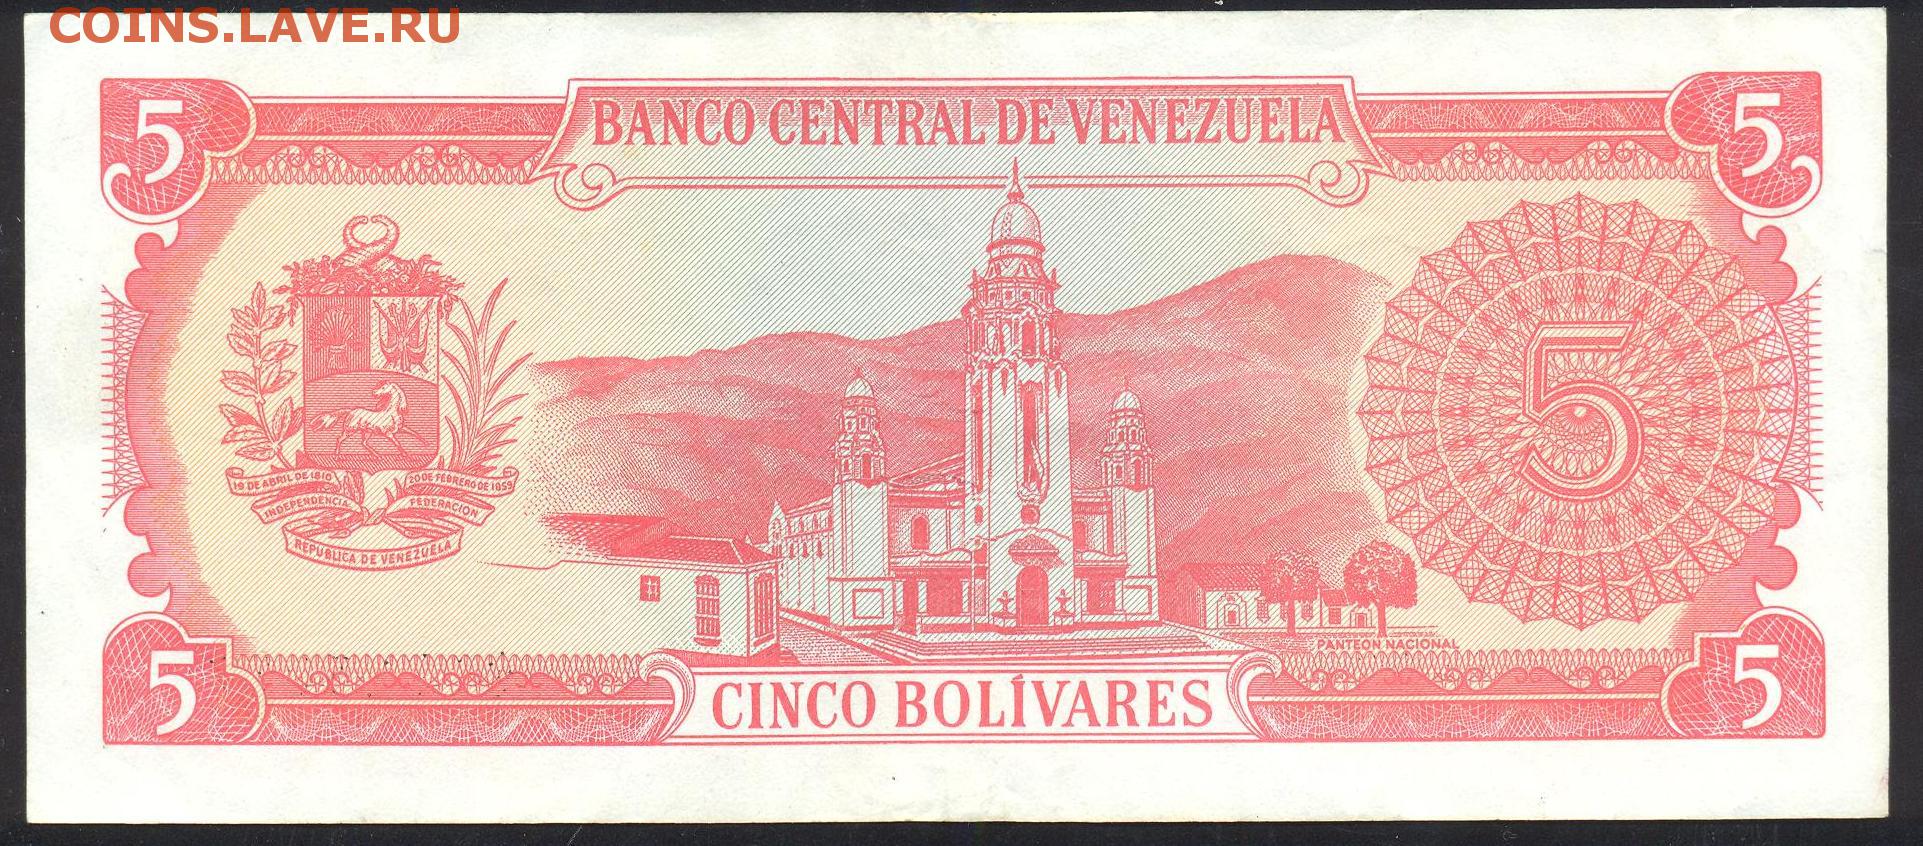 COINS.LAVE.RU
5
BANCO CENTRAL DE VENEZUELA
5
5
19 DE ABRIL DE 1810
20 DE FEBRERO DE 1859
INDEPENDENCIA
FEDERACION
REPUBLICA DE VENEZUELA
PANTEON NACIONAL
5
CINCO BOLÍVARES
5